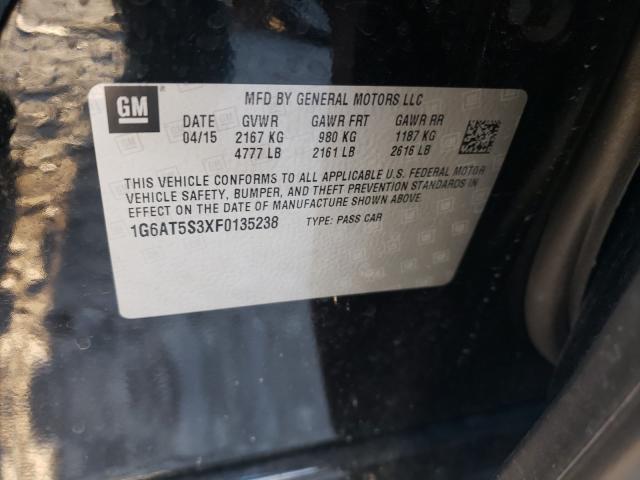 GM
MFD BY GENERAL MOTORS LLC
DATE GVWR GAWR FRT GAWR RR
04/15 2167 KG 980 KG 1187 KG
4777 LB 2161 LB 2616 LB
THIS VEHICLE CONFORMS TO ALL APPLICABLE U.S. FEDERAL MOTOR
VEHICLE SAFETY, BUMPER, AND THEFT PREVENTION STANDARDS IN
EFFECT ON THE DATE OF MANUFACTURE SHOWN ABOVE.
1G6AT5S3XF0135238 TYPE: PASS CAR